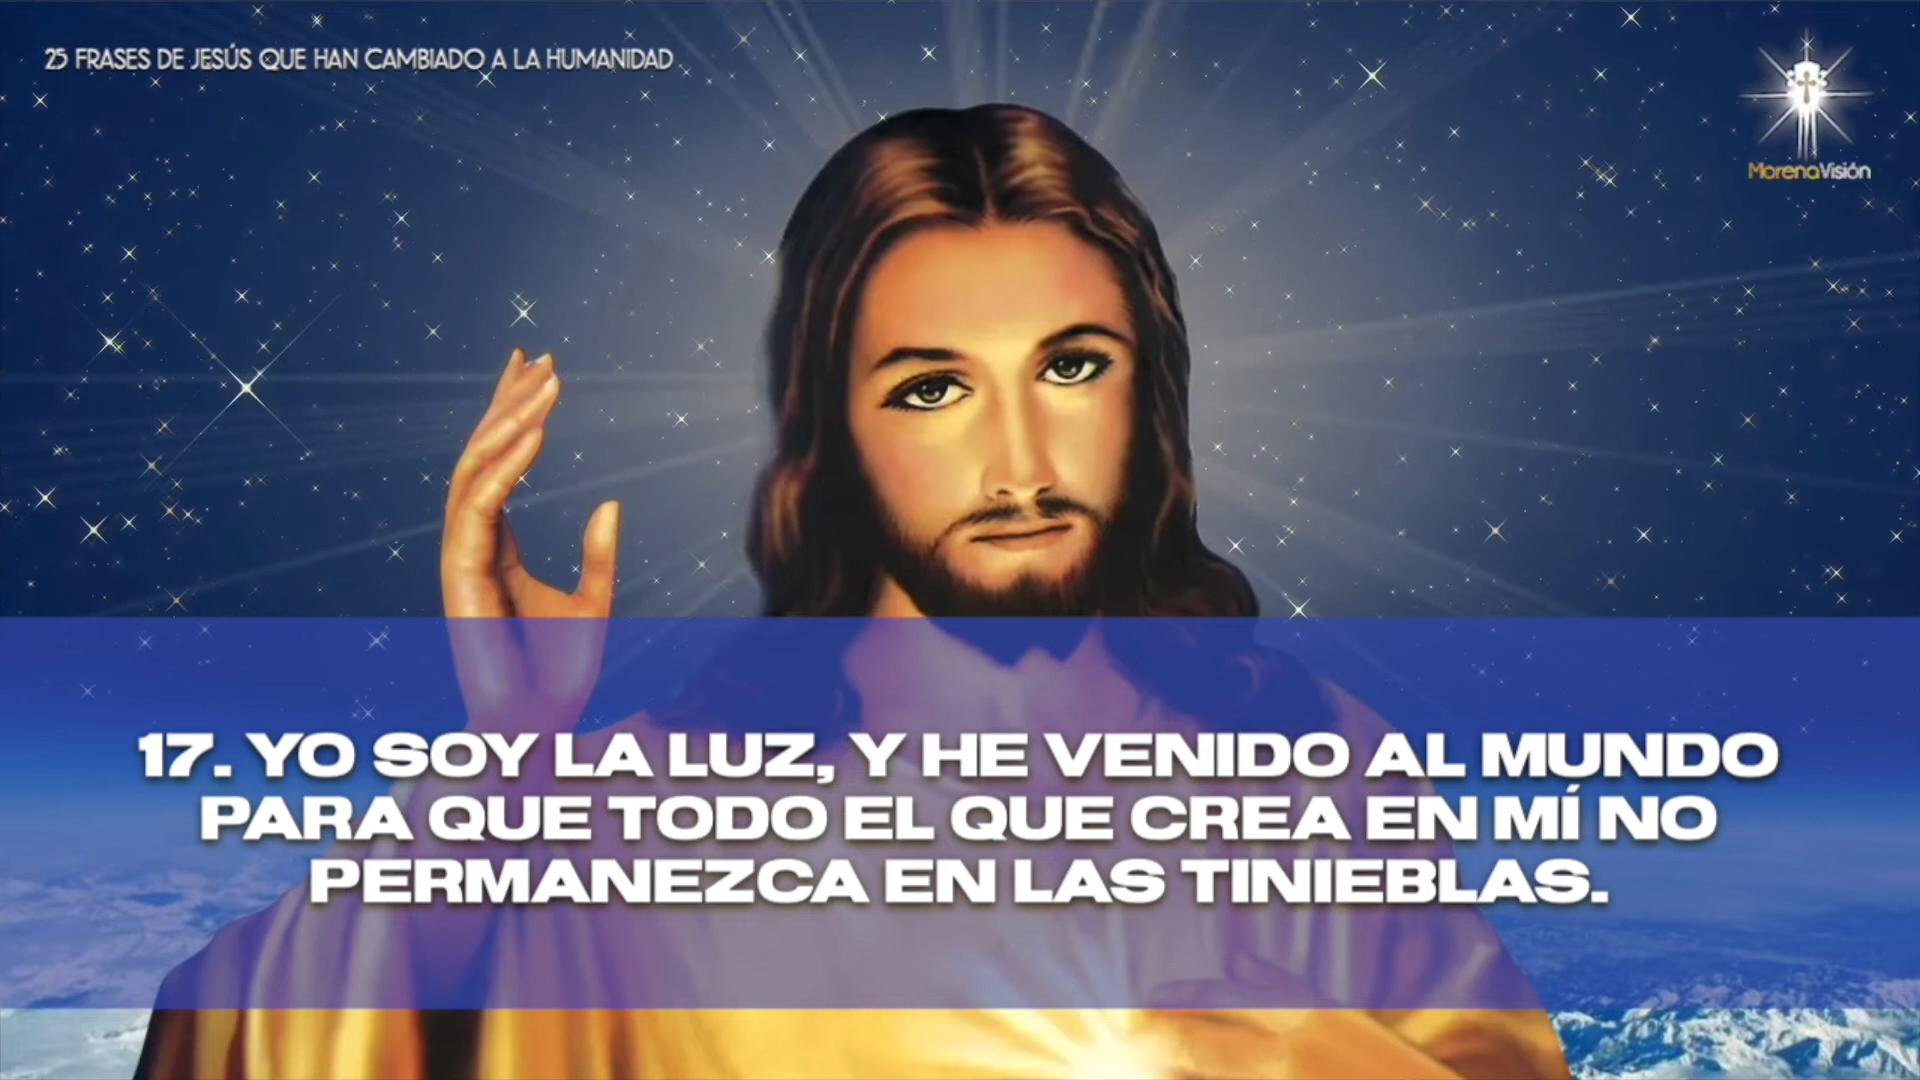 25 FRASES DE JESÚS QUE HAN CAMBIADO A LA HUMANIDAD
MorenaVisión
17. YO SOY LA LUZ, Y HE VENIDO AL MUNDO
PARA QUE TODO EL QUE CREA EN MÍ NO
PERMANEZCA EN LAS TINIEBLAS.